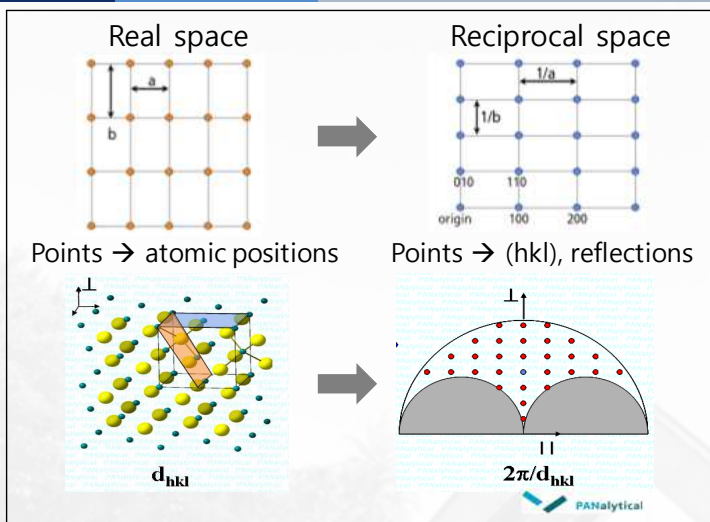 Real space
Reciprocal space
a
b
1/a
1/b
010
110
origin
100
200
Points → atomic positions
Points → (hkl), reflections
⊥
⊥
||
d_hkl
2π/d_hkl
PANalytical